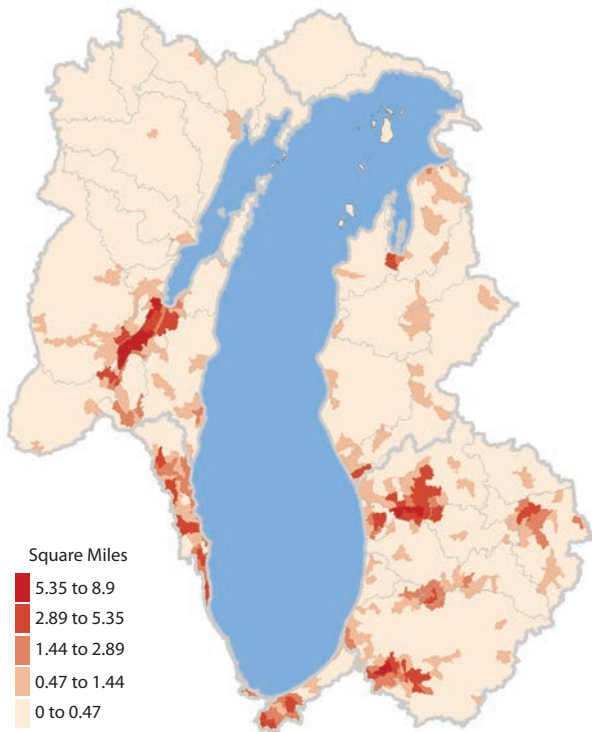 Square Miles
5.35 to 8.9
2.89 to 5.35
1.44 to 2.89
0.47 to 1.44
0 to 0.47